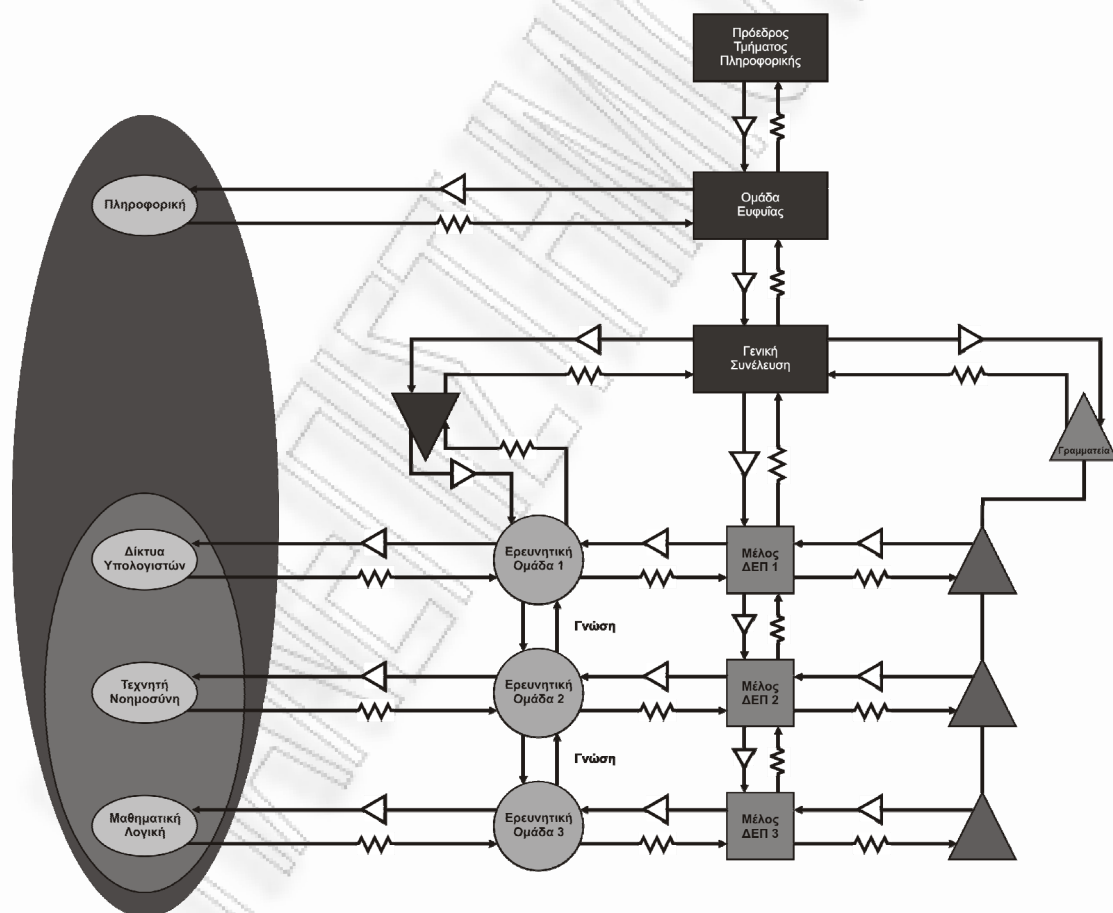 Πρόεδρος
Τμήματος
Πληροφορικής
Πληροφορική
Ομάδα
Ευφυΐας
Γενική
Συνέλευση
Γραμματεία
Δίκτυα
Υπολογιστών
Ερευνητική
Ομάδα 1
Μέλος
ΔΕΠ 1
Γνώση
Τεχνητή
Νοημοσύνη
Ερευνητική
Ομάδα 2
Μέλος
ΔΕΠ 2
Γνώση
Μαθηματική
Λογική
Ερευνητική
Ομάδα 3
Μέλος
ΔΕΠ 3